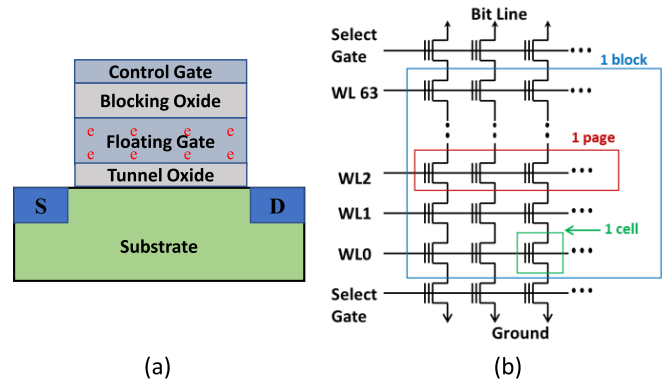 Control Gate
Blocking Oxide
e e e e
Floating Gate
e e e e
Tunnel Oxide
S
D
Substrate
(a)
Bit Line
Select
Gate
1 block
WL 63
1 page
WL2
WL1
1 cell
WL0
Select
Gate
Ground
(b)